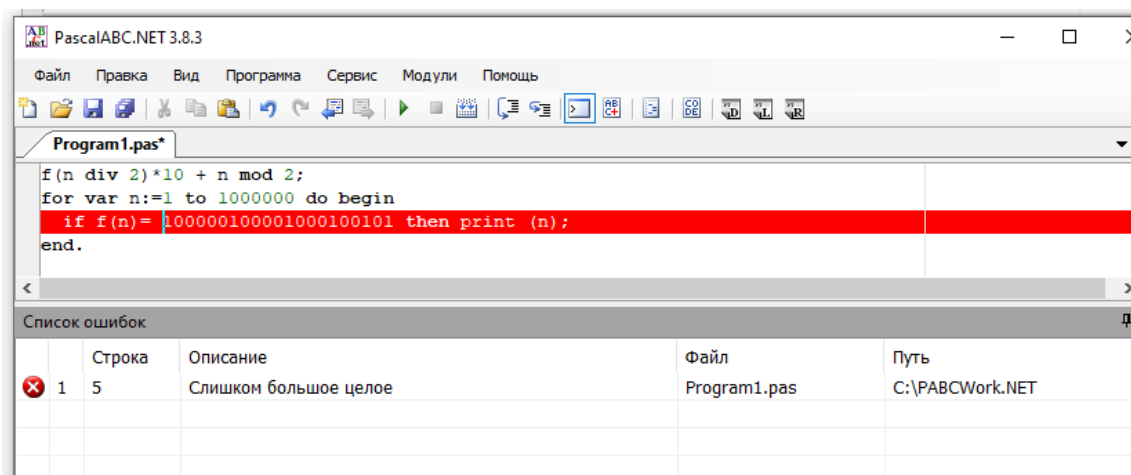 PascalABC.NET 3.8.3
Файл Правка Вид Программа Сервис Модули Помощь
Program1.pas*
f(n div 2)*10 + n mod 2;
for var n:=1 to 1000000 do begin
if f(n)= 100000100001000100101 then print (n);
end.
Список ошибок
Строка Описание Файл Путь
1 5 Слишком большое целое Program1.pas C:\PABCWork.NET